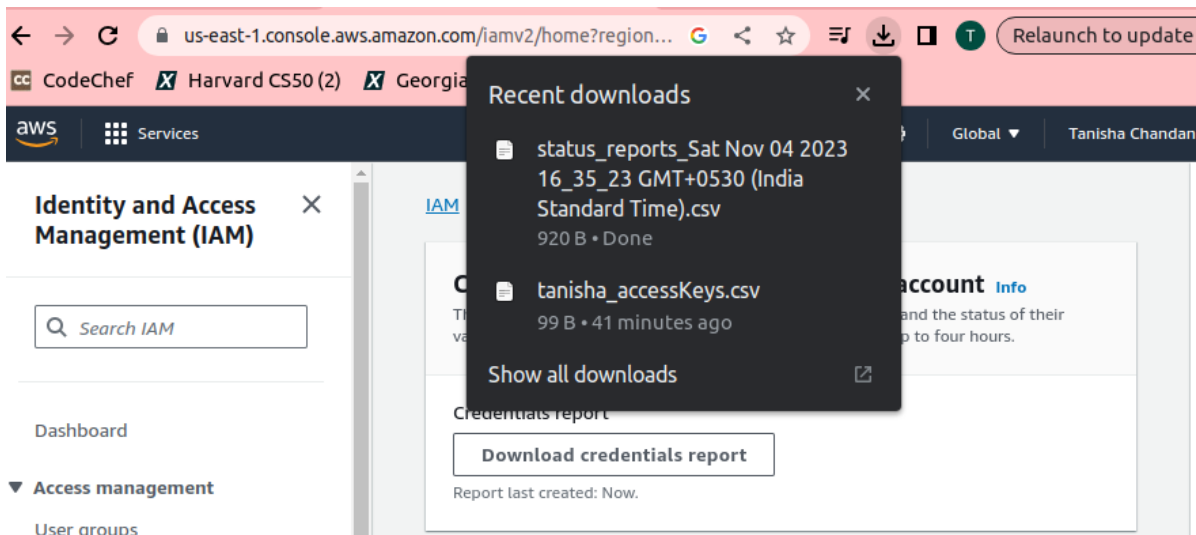 us-east-1.console.aws.amazon.com/iamv2/home?region...
T
Relaunch to update
CC CodeChef
X Harvard CS50 (2)
X Georgia
Recent downloads
status_reports_Sat Nov 04 2023
16_35_23 GMT+0530 (India
Standard Time).csv
920 B • Done
tanisha_accessKeys.csv
99 B • 41 minutes ago
Show all downloads
aws
Services
Global ▼
Tanisha Chandan
Identity and Access
Management (IAM)
Search IAM
Dashboard
▼ Access management
User groups
IAM
account Info
and the status of their
to four hours.
Credentials report
Download credentials report
Report last created: Now.